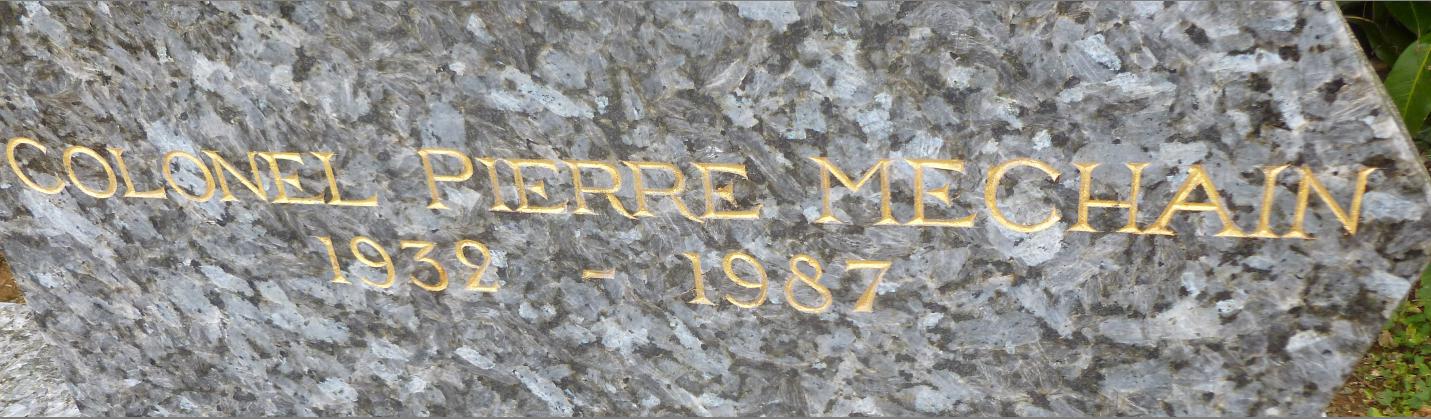 COLONEL PIERRE MECHAIN
1932 - 1987